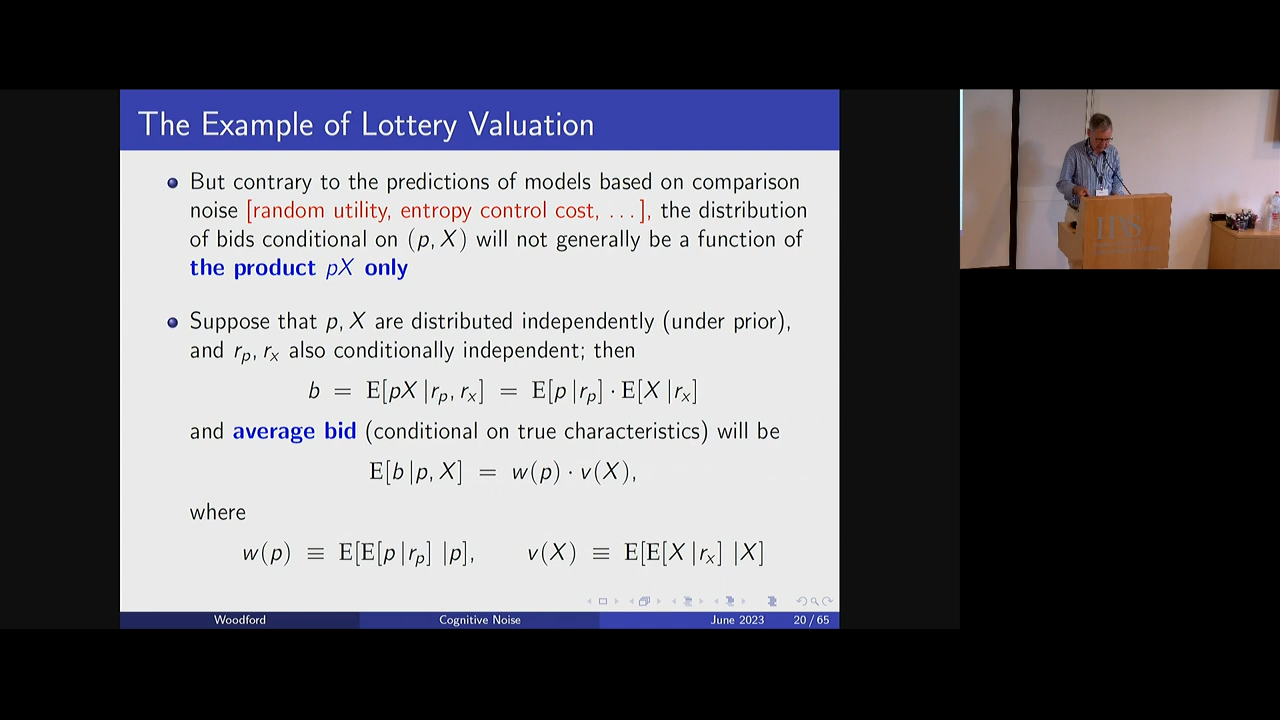 The Example of Lottery Valuation
But contrary to the predictions of models based on comparison
noise [random utility, entropy control cost, ...], the distribution
of bids conditional on (p, X) will not generally be a function of
the product pX only
Suppose that p, X are distributed independently (under prior),
and r_p, r_x also conditionally independent; then
b = E[pX | r_p, r_x] = E[p | r_p] · E[X | r_x]
and average bid (conditional on true characteristics) will be
E[b | p, X] = w(p) · v(X),
where
w(p) ≡ E[E[p | r_p] | p], v(X) ≡ E[E[X | r_x] | X]
Woodford Cognitive Noise June 2023 20 / 65